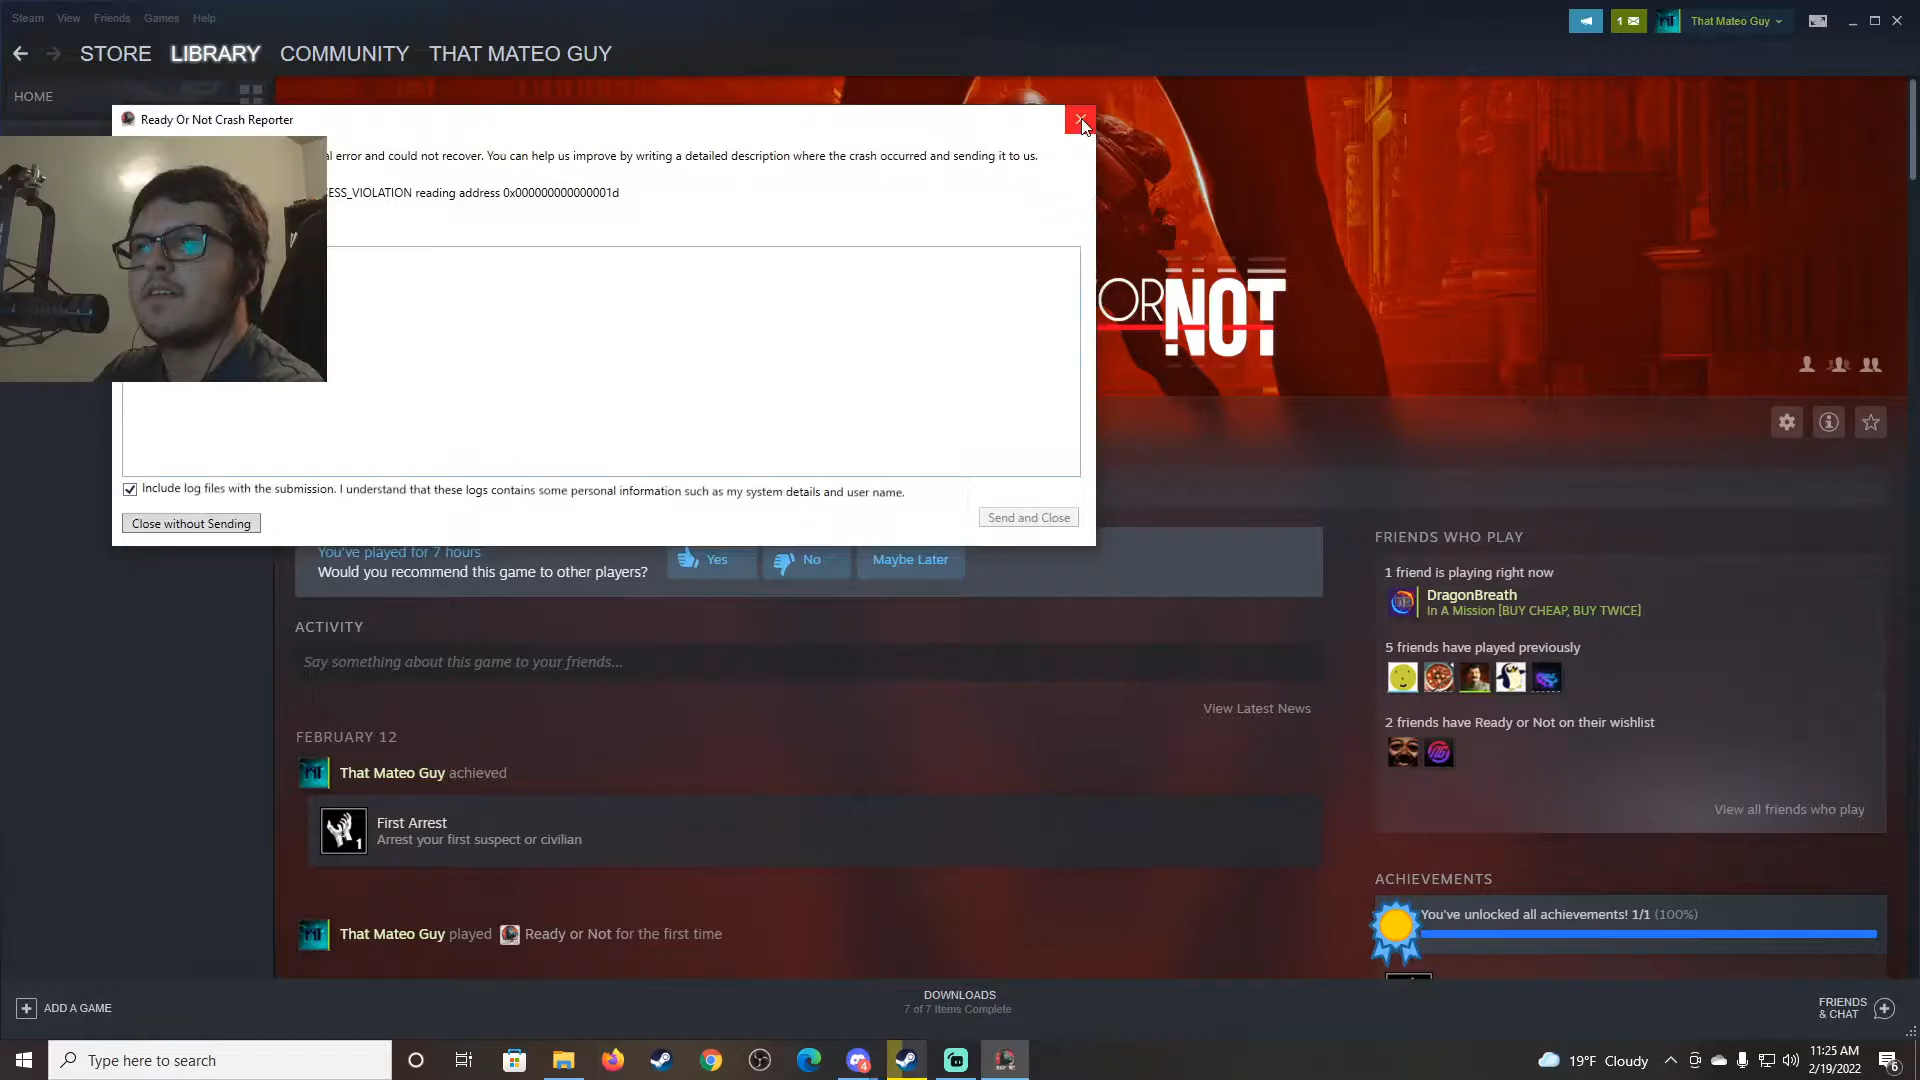 Steam View Friends Games Help
1
That Mateo Guy
STORE LIBRARY COMMUNITY THAT MATEO GUY
HOME
Ready Or Not Crash Reporter
al error and could not recover. You can help us improve by writing a detailed description where the crash occurred and sending it to us.
ESS_VIOLATION reading address 0x000000000000001d
OR NOT
Include log files with the submission. I understand that these logs contains some personal information such as my system details and user name.
Close without Sending
Send and Close
You've played for 7 hours
Would you recommend this game to other players?
Yes
No
Maybe Later
ACTIVITY
Say something about this game to your friends...
View Latest News
FEBRUARY 12
That Mateo Guy achieved
1
First Arrest
Arrest your first suspect or civilian
That Mateo Guy played Ready or Not for the first time
FRIENDS WHO PLAY
1 friend is playing right now
DragonBreath
In A Mission [BUY CHEAP, BUY TWICE]
5 friends have played previously
2 friends have Ready or Not on their wishlist
View all friends who play
ACHIEVEMENTS
You've unlocked all achievements! 1/1 (100%)
ADD A GAME
DOWNLOADS
7 of 7 Items Complete
FRIENDS
& CHAT
Type here to search
4
19°F Cloudy
11:25 AM
2/19/2022
6